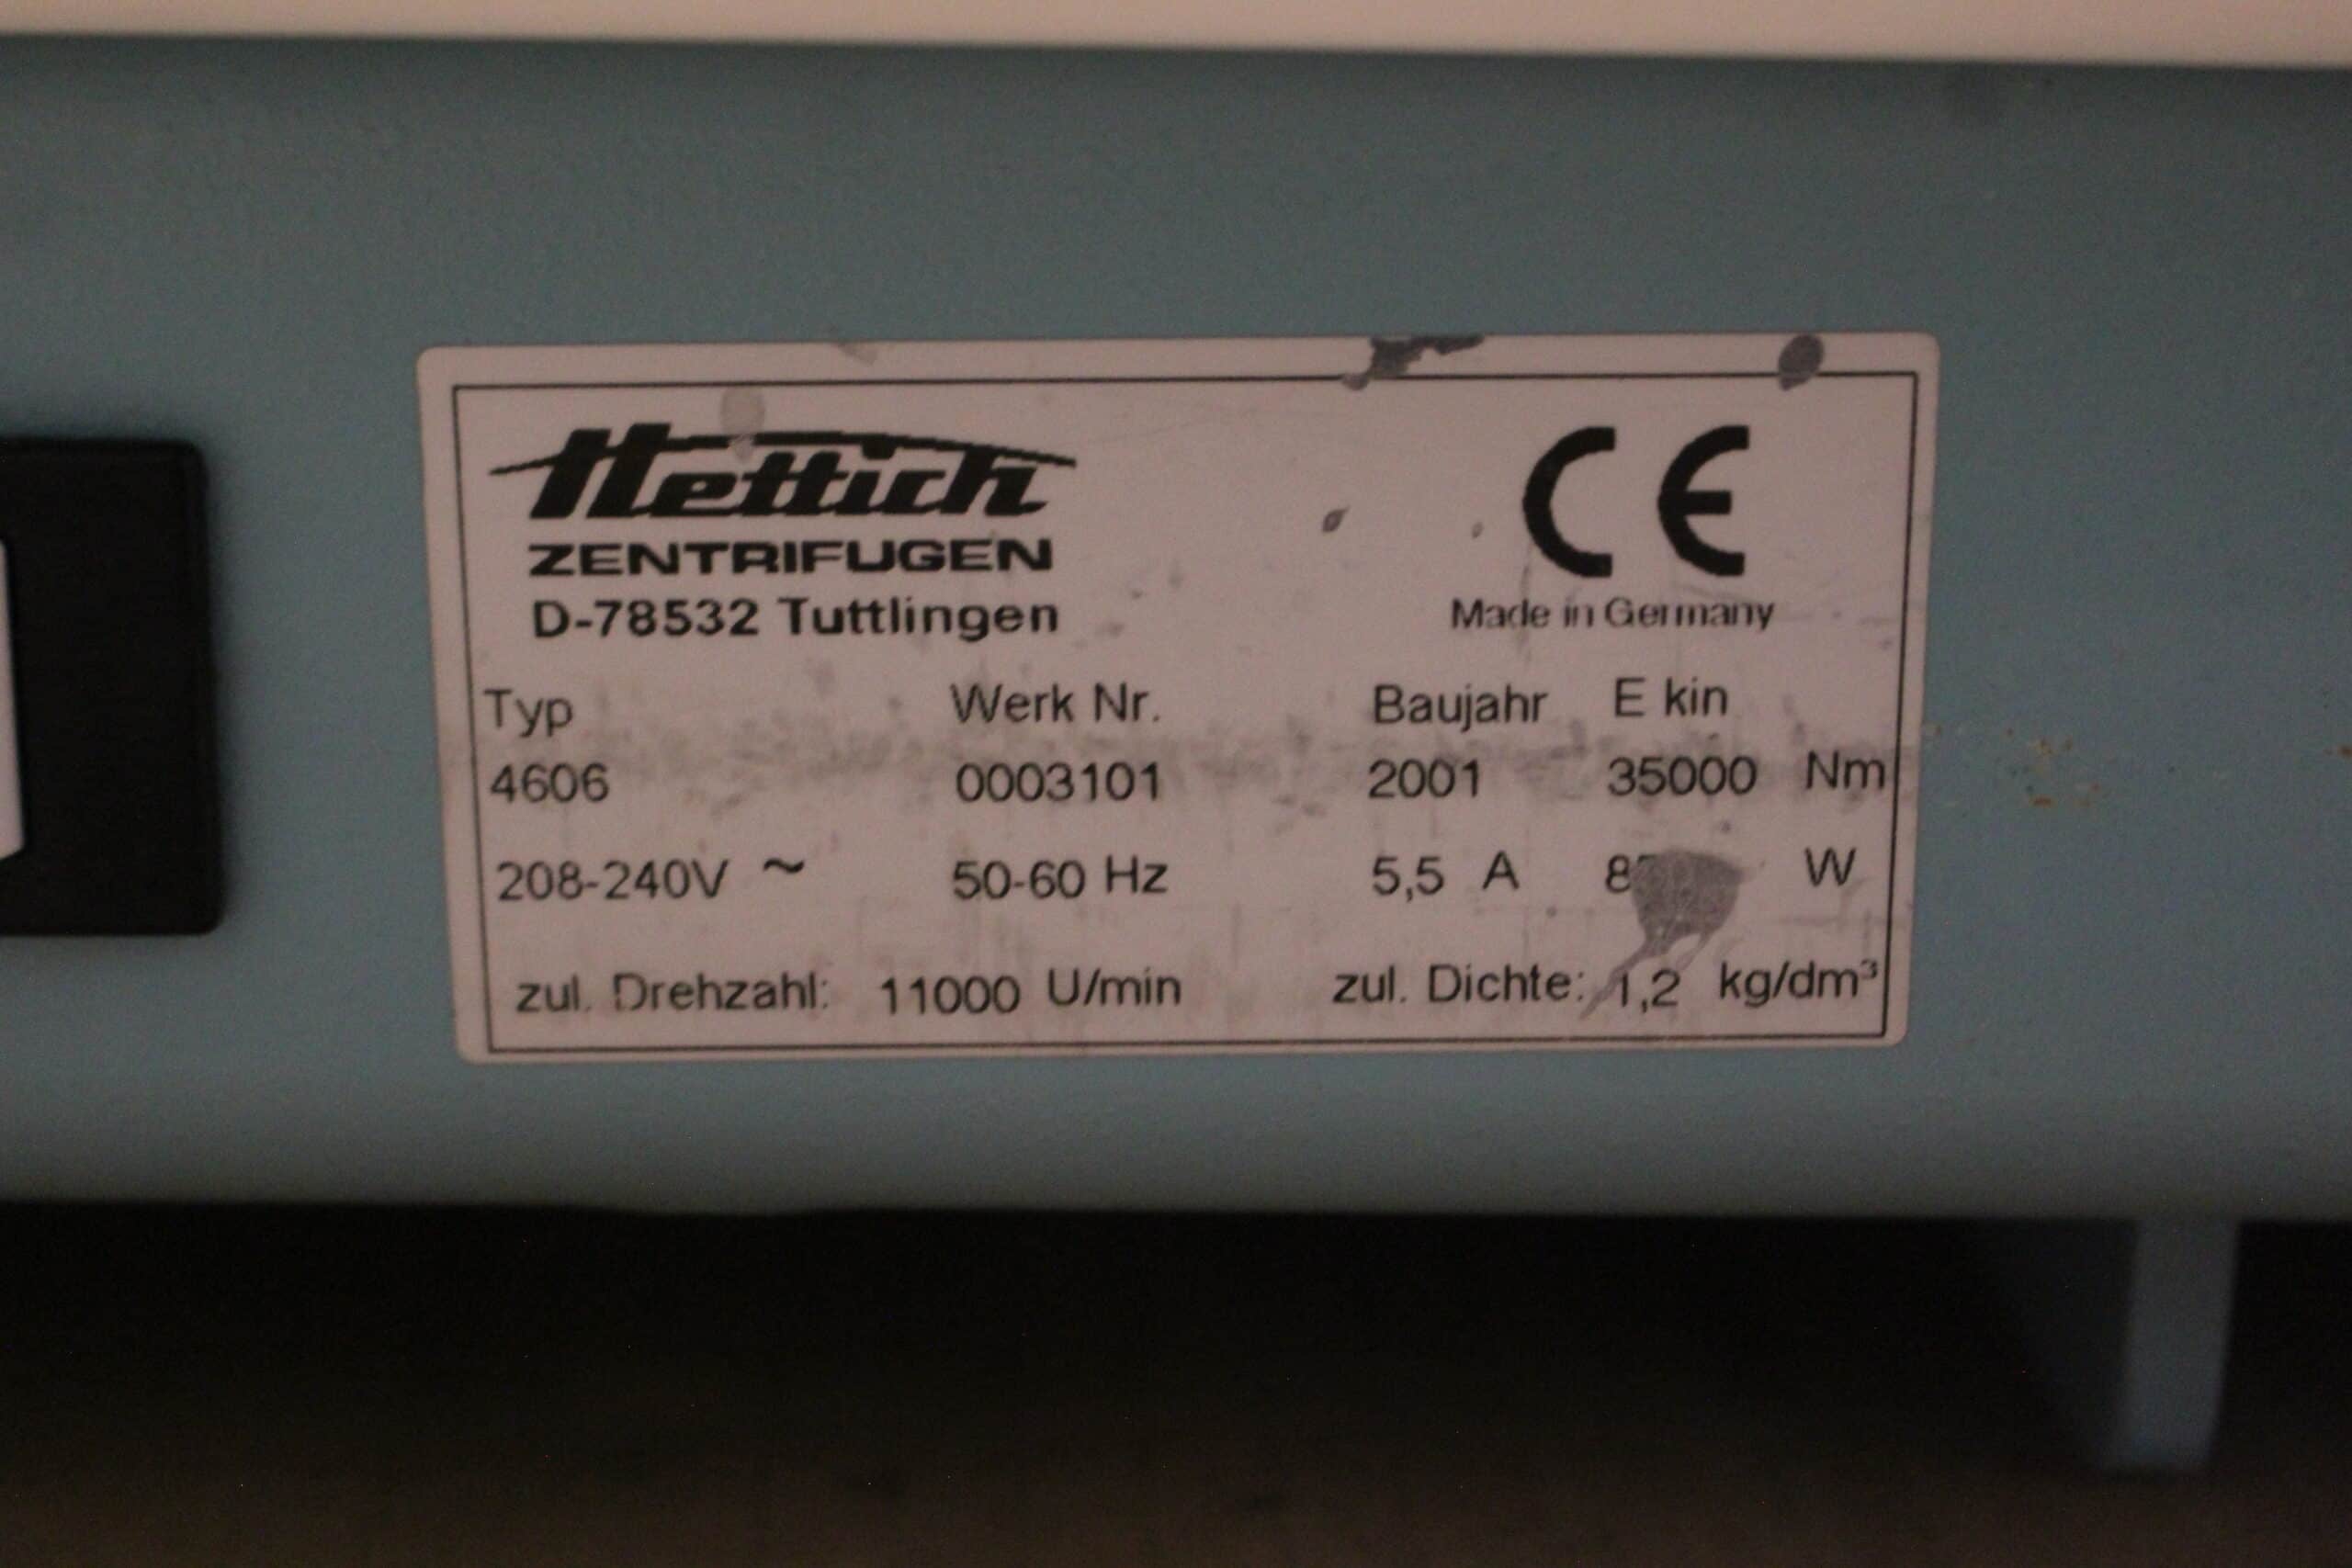 Hettich
ZENTRIFUGEN
D-78532 Tuttlingen
CE
Made in Germany
Typ Werk Nr. Baujahr E kin
4606 0003101 2001 35000 Nm
208-240V ~ 50-60 Hz 5,5 A W
zul. Drehzahl: 11000 U/min zul. Dichte: 1,2 kg/dm³